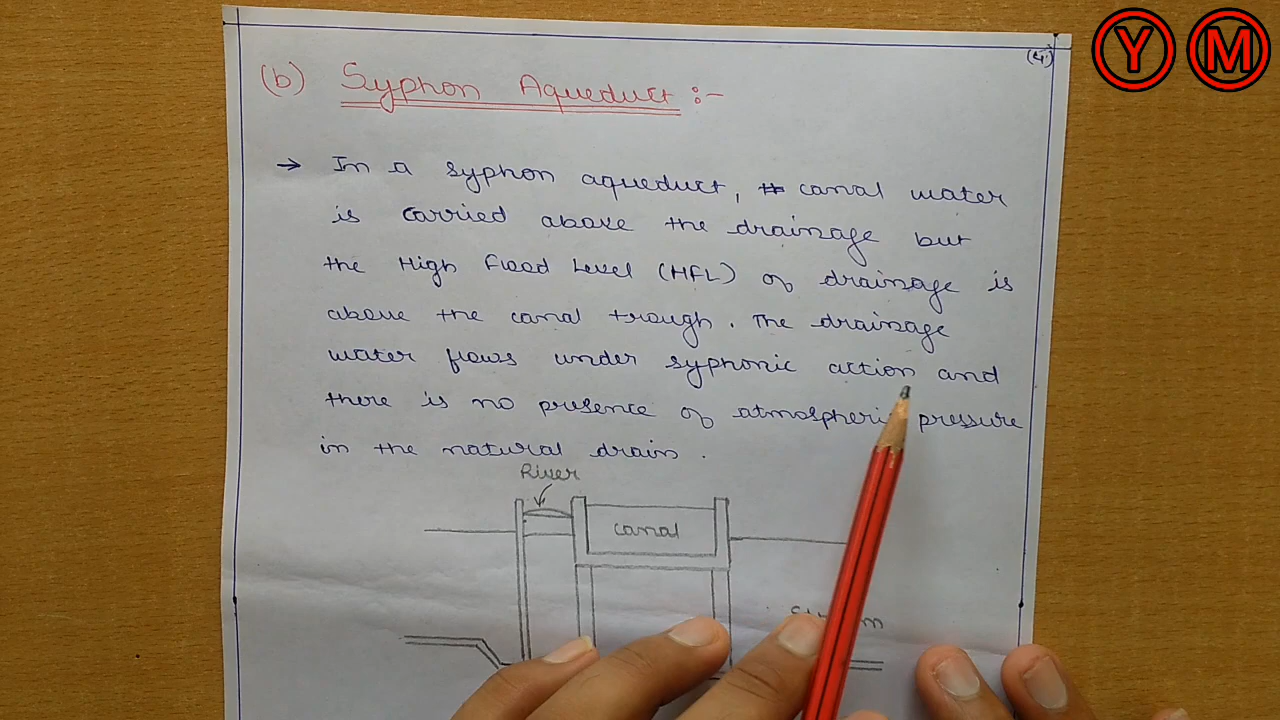 Y M
(4)
(b) Syphon Aqueduct :-
→ In a syphon aqueduct, canal water
is carried above the drainage but
the High Flood Level (HFL) of drainage is
above the canal trough. The drainage
water flows under syphonic action and
there is no presence of atmospheric pressure
in the natural drain.
River
canal